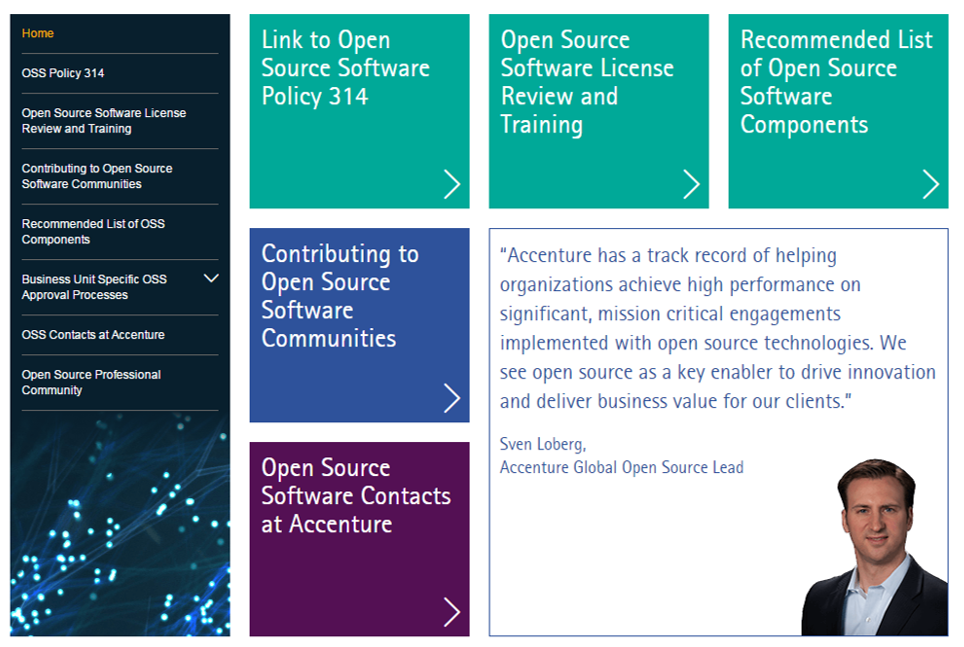 Home
OSS Policy 314
Open Source Software License
Review and Training
Contributing to Open Source
Software Communities
Recommended List of OSS
Components
Business Unit Specific OSS
Approval Processes
OSS Contacts at Accenture
Open Source Professional
Community
Link to Open
Source Software
Policy 314
Open Source
Software License
Review and
Training
Recommended List
of Open Source
Software
Components
Contributing to
Open Source
Software
Communities
“Accenture has a track record of helping
organizations achieve high performance on
significant, mission critical engagements
implemented with open source technologies. We
see open source as a key enabler to drive innovation
and deliver business value for our clients.”
Sven Loberg,
Accenture Global Open Source Lead
Open Source
Software Contacts
at Accenture